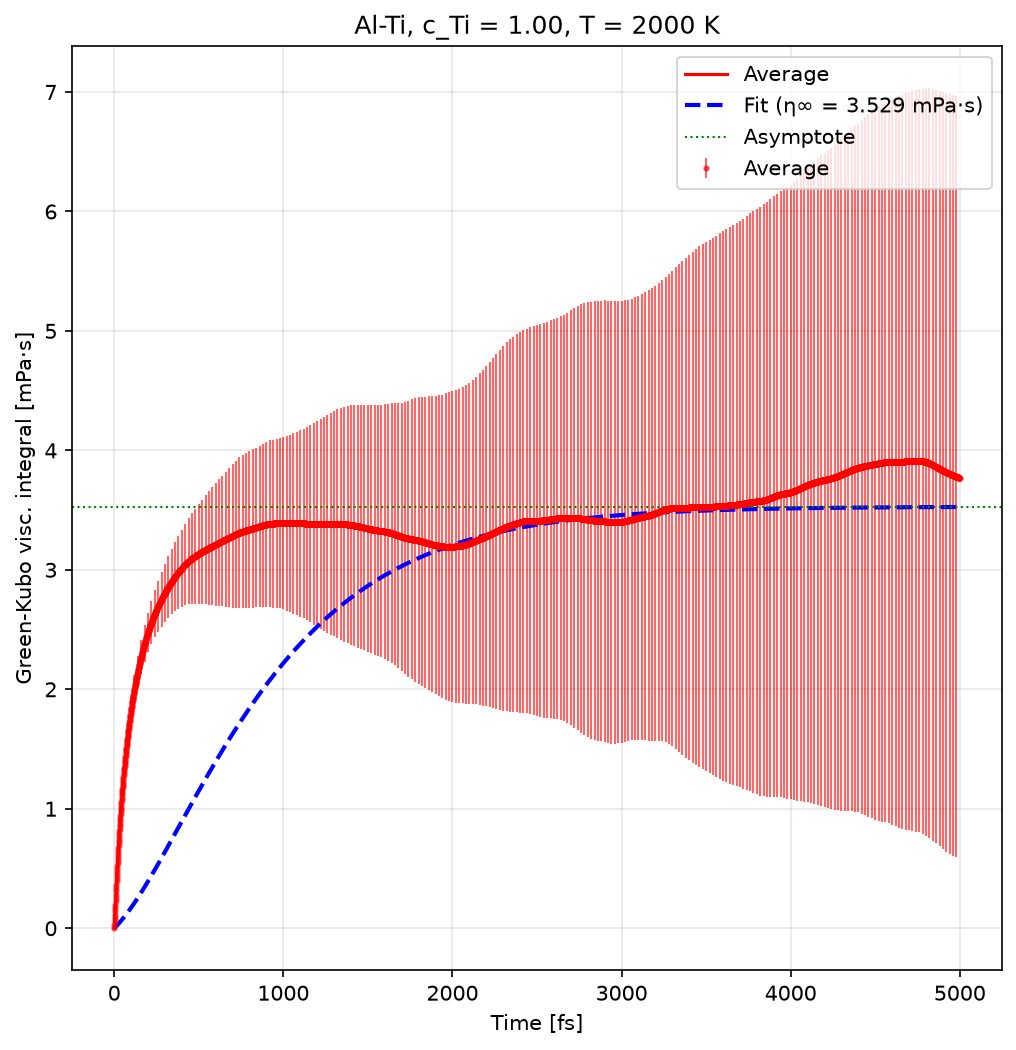 Al-Ti, c_Ti = 1.00, T = 2000 K
Average
Fit (η∞ = 3.529 mPa·s)
Asymptote
Average
Green-Kubo visc. integral [mPa·s]
7
6
5
4
3
2
1
0
0 1000 2000 3000 4000 5000
Time [fs]